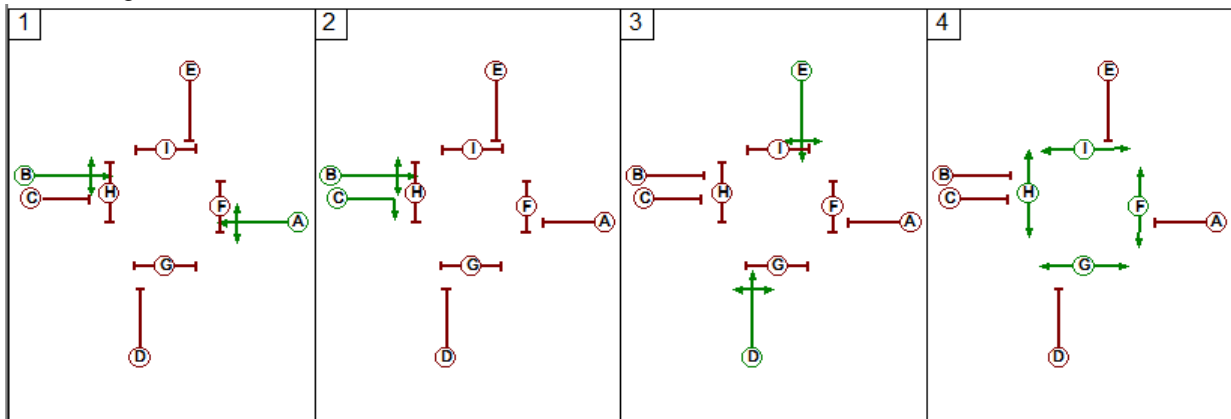 1 2 3 4
E E E E
I I I I
B B B B
C H C H C H C H
F F F F
A A A A
G G G G
D D D D